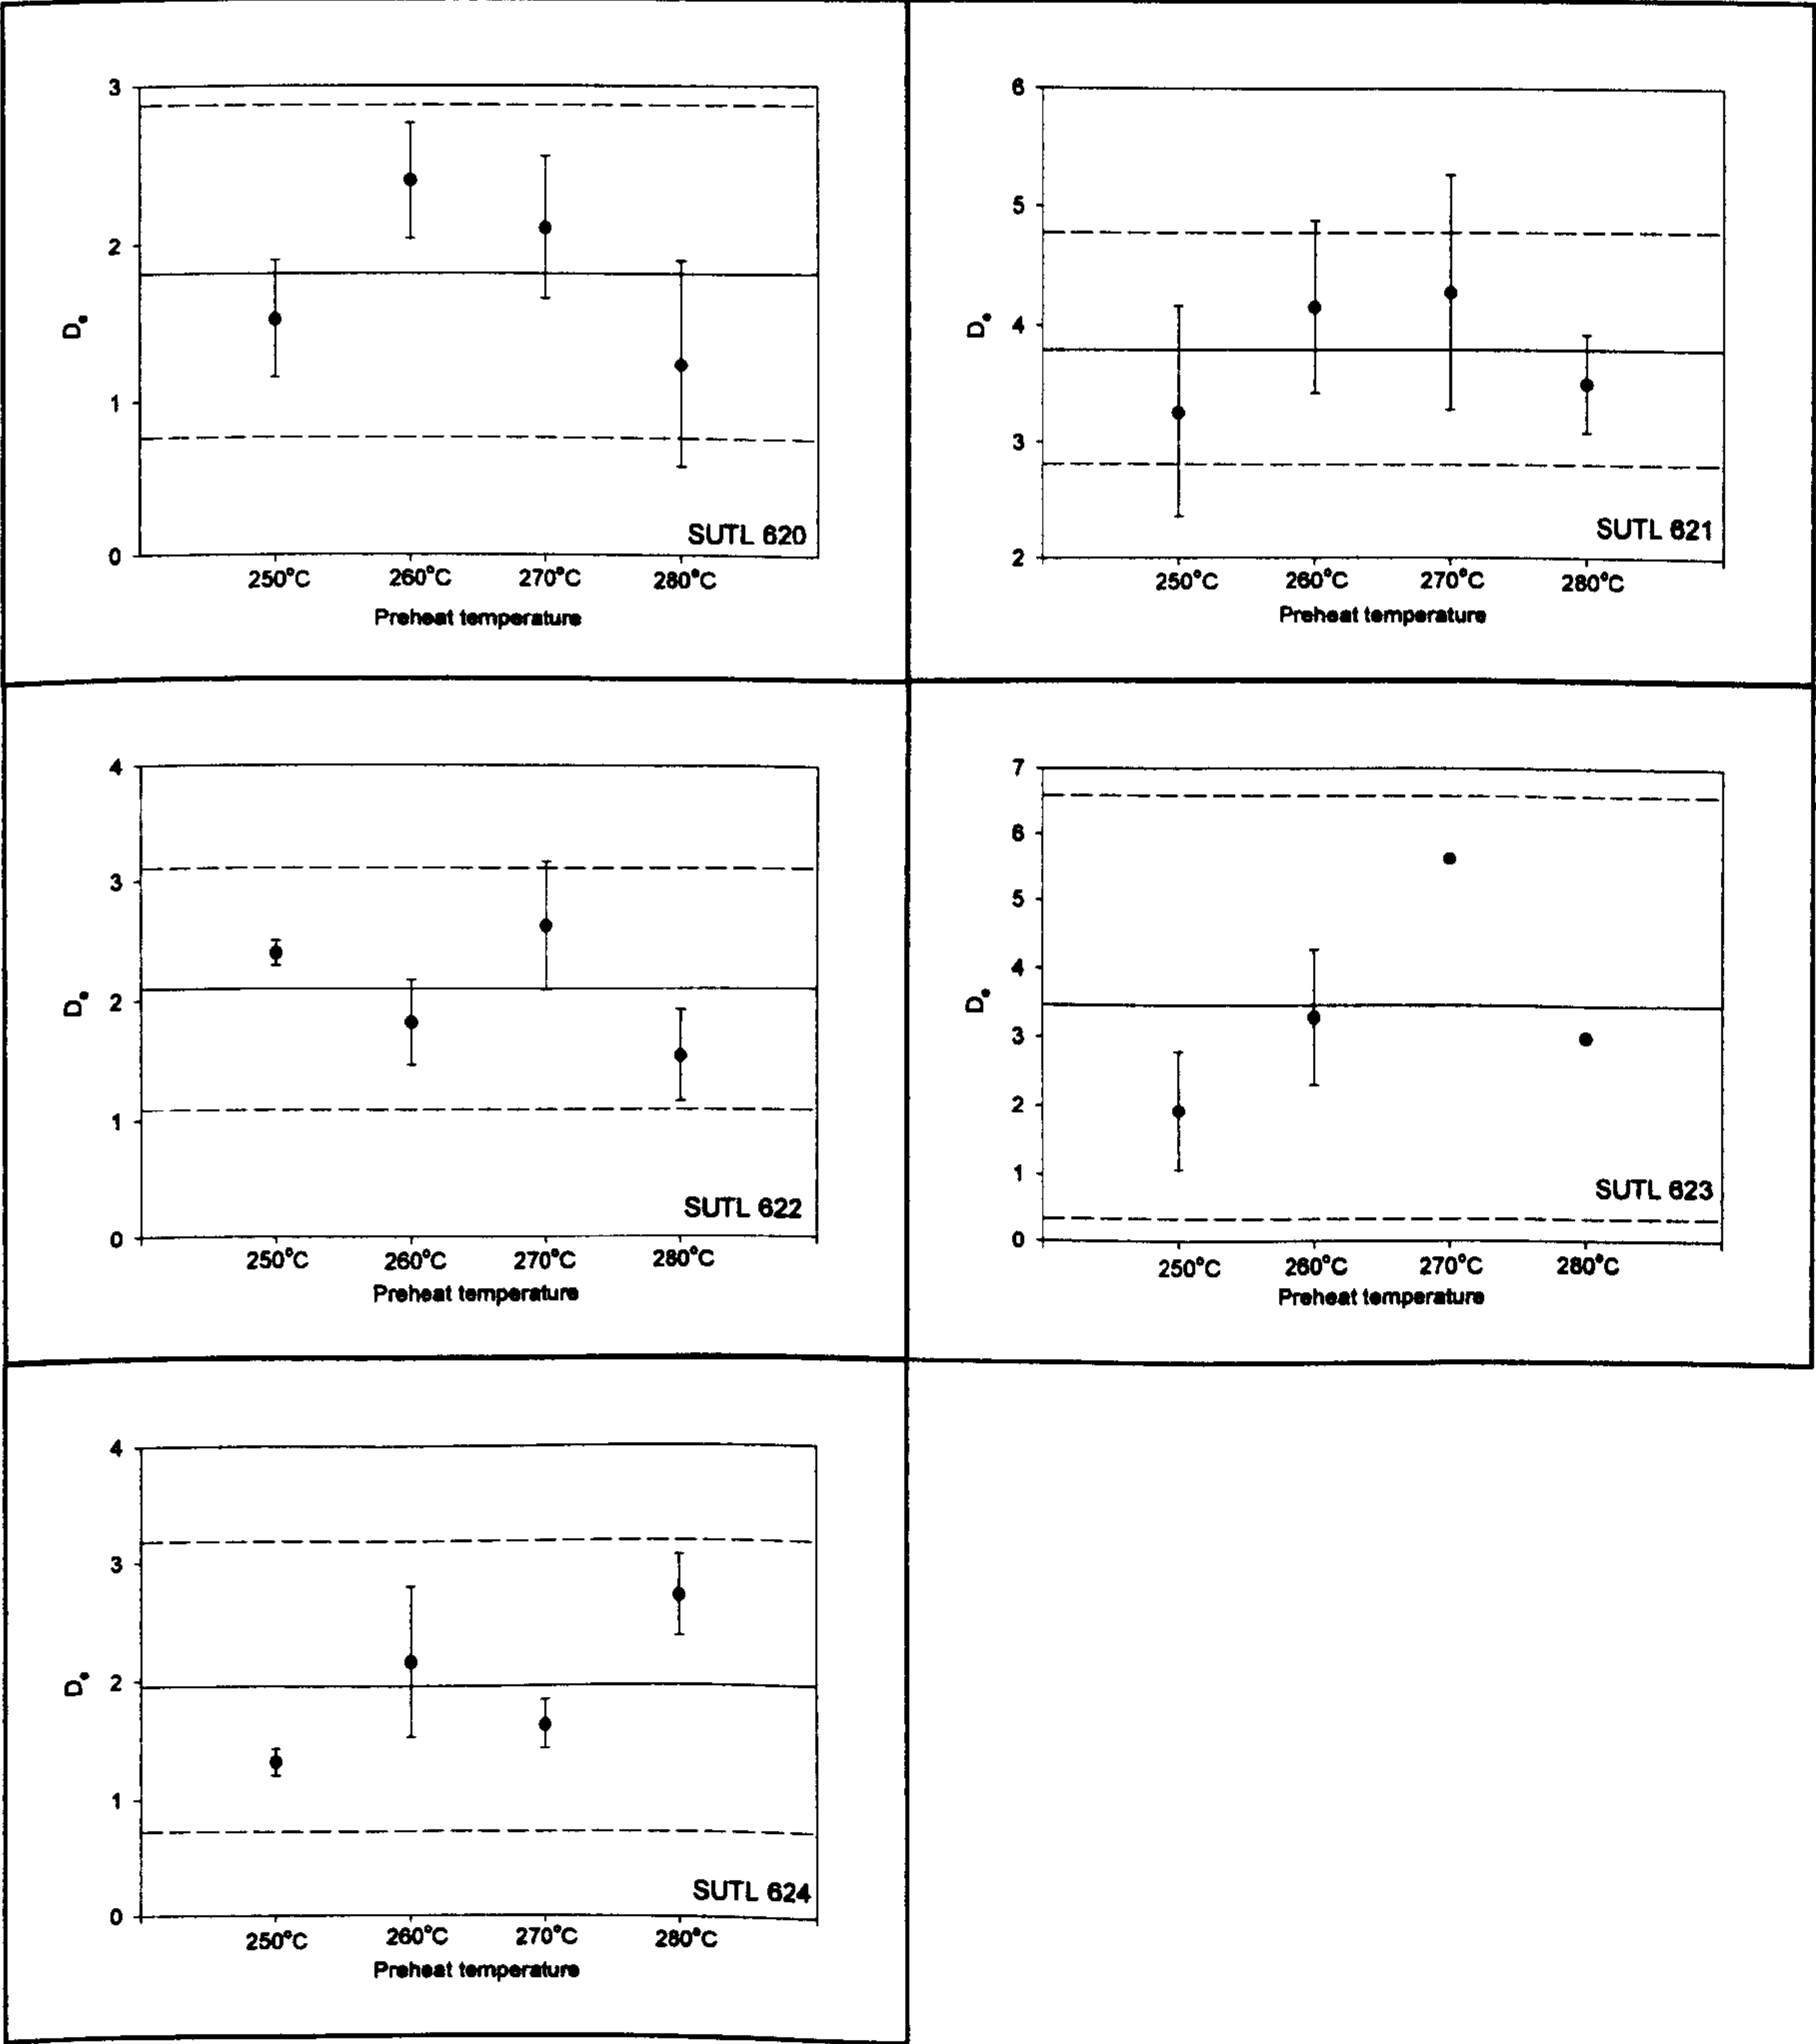 3
2
1
0
Dₑ
250°C 260°C 270°C 280°C
Preheat temperature
SUTL 620
6
5
4
3
2
Dₑ
250°C 260°C 270°C 280°C
Preheat temperature
SUTL 621
4
3
2
1
0
Dₑ
250°C 260°C 270°C 280°C
Preheat temperature
SUTL 622
7
6
5
4
3
2
1
0
Dₑ
250°C 260°C 270°C 280°C
Preheat temperature
SUTL 623
4
3
2
1
0
Dₑ
250°C 260°C 270°C 280°C
Preheat temperature
SUTL 624